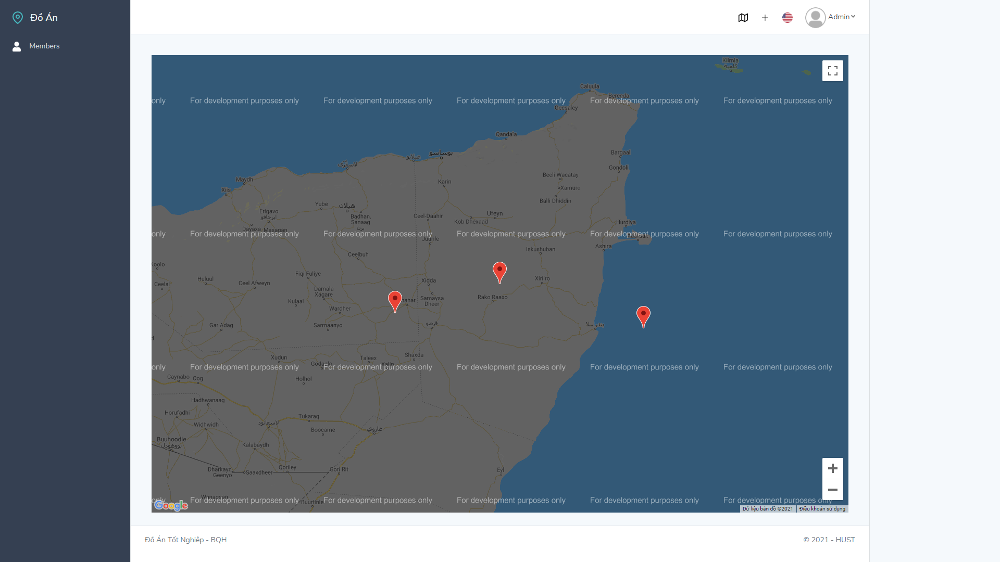 Đồ Án
Admin
Members
Kilmia
كلمية
Caluula
Bereeda
only For development purposes only For development purposes only For development purposes only For development purposes only For development purposes only
Geesaley
Qanda'a
Bargaal
بوساسو
عيلايو
لاسقُرَى
Gondoli
Beeli Wacatay
Maydh
Karin
Xamure
Xiis
Balli Dhiddin
Yube
هيلان
Erigavo
ايرجافو
Badhan,
Sanaag
برن
Ceel-Daahir
Ufeyn
Kob Dhexaad
Hurdiya
Dayaxa
Masagan
only For development purposes only For development purposes only For development purposes only For development purposes only For development purposes only
Juurile
Ashira
Iskushuban
Ceelbuh
Koolo
Fiqi Fuliye
Huluul
Xiriiro
Xidda
Ceelal
Ceel Afweyn
Damala
Xagare
Rako Raaxo
Samaysa
Dheer
Kulaal
nahar
Wardher
قرضو
بندر بيلا
Gar Adag
Sarmaanyo
d
Shaxda
Xudun
Taleex
Godaalo
Xalin
only For development purposes only For development purposes only For development purposes only For development purposes only For development purposes only
Caynabo
Oog
Holhol
Hadhwanaag
Horufadhi
Tukaraq
لاسعانود
Widhwidh
Boocame
عاروي
Buuhoodle
بووهودل
Kalabaydh
Qoriley
Dharkayn
Geenyo
Saaxdheer
Gori Rit
Eyl
Wanaqsan
only For development purposes only For development purposes only For development purposes only For development purposes only For development purposes only
Buurtinle
Google
Dữ liệu bản đồ ©2021
Điều khoản sử dụng
Đồ Án Tốt Nghiệp - BQH
© 2021 - HUST